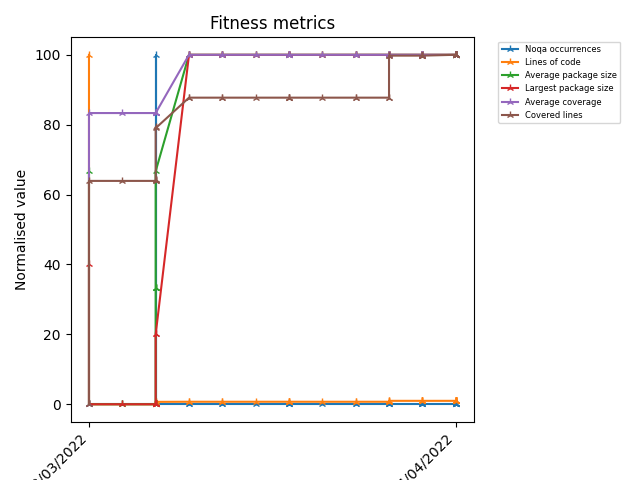 Fitness metrics
Noqa occurrences
Lines of code
Average package size
Largest package size
Average coverage
Covered lines
Normalised value
100
80
60
40
20
0
/03/2022
/04/2022